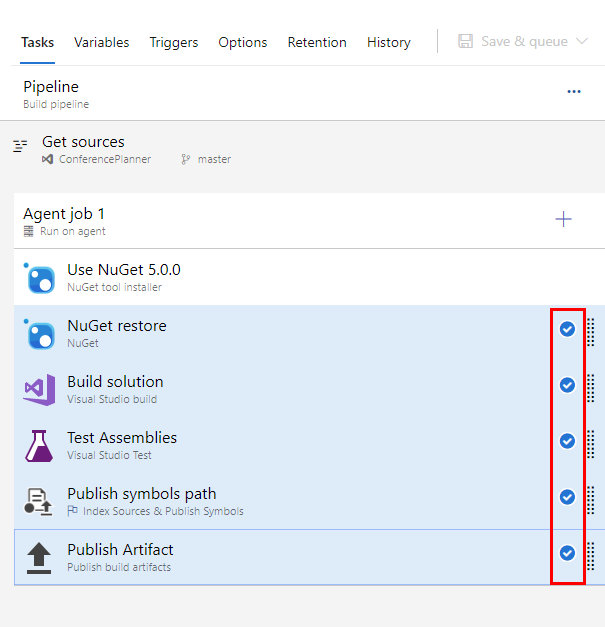 Tasks Variables Triggers Options Retention History Save & queue
Pipeline
Build pipeline
Get sources
ConferencePlanner master
Agent job 1
Run on agent
Use NuGet 5.0.0
NuGet tool installer
NuGet restore
NuGet
Build solution
Visual Studio build
Test Assemblies
Visual Studio Test
Publish symbols path
Index Sources & Publish Symbols
Publish Artifact
Publish build artifacts